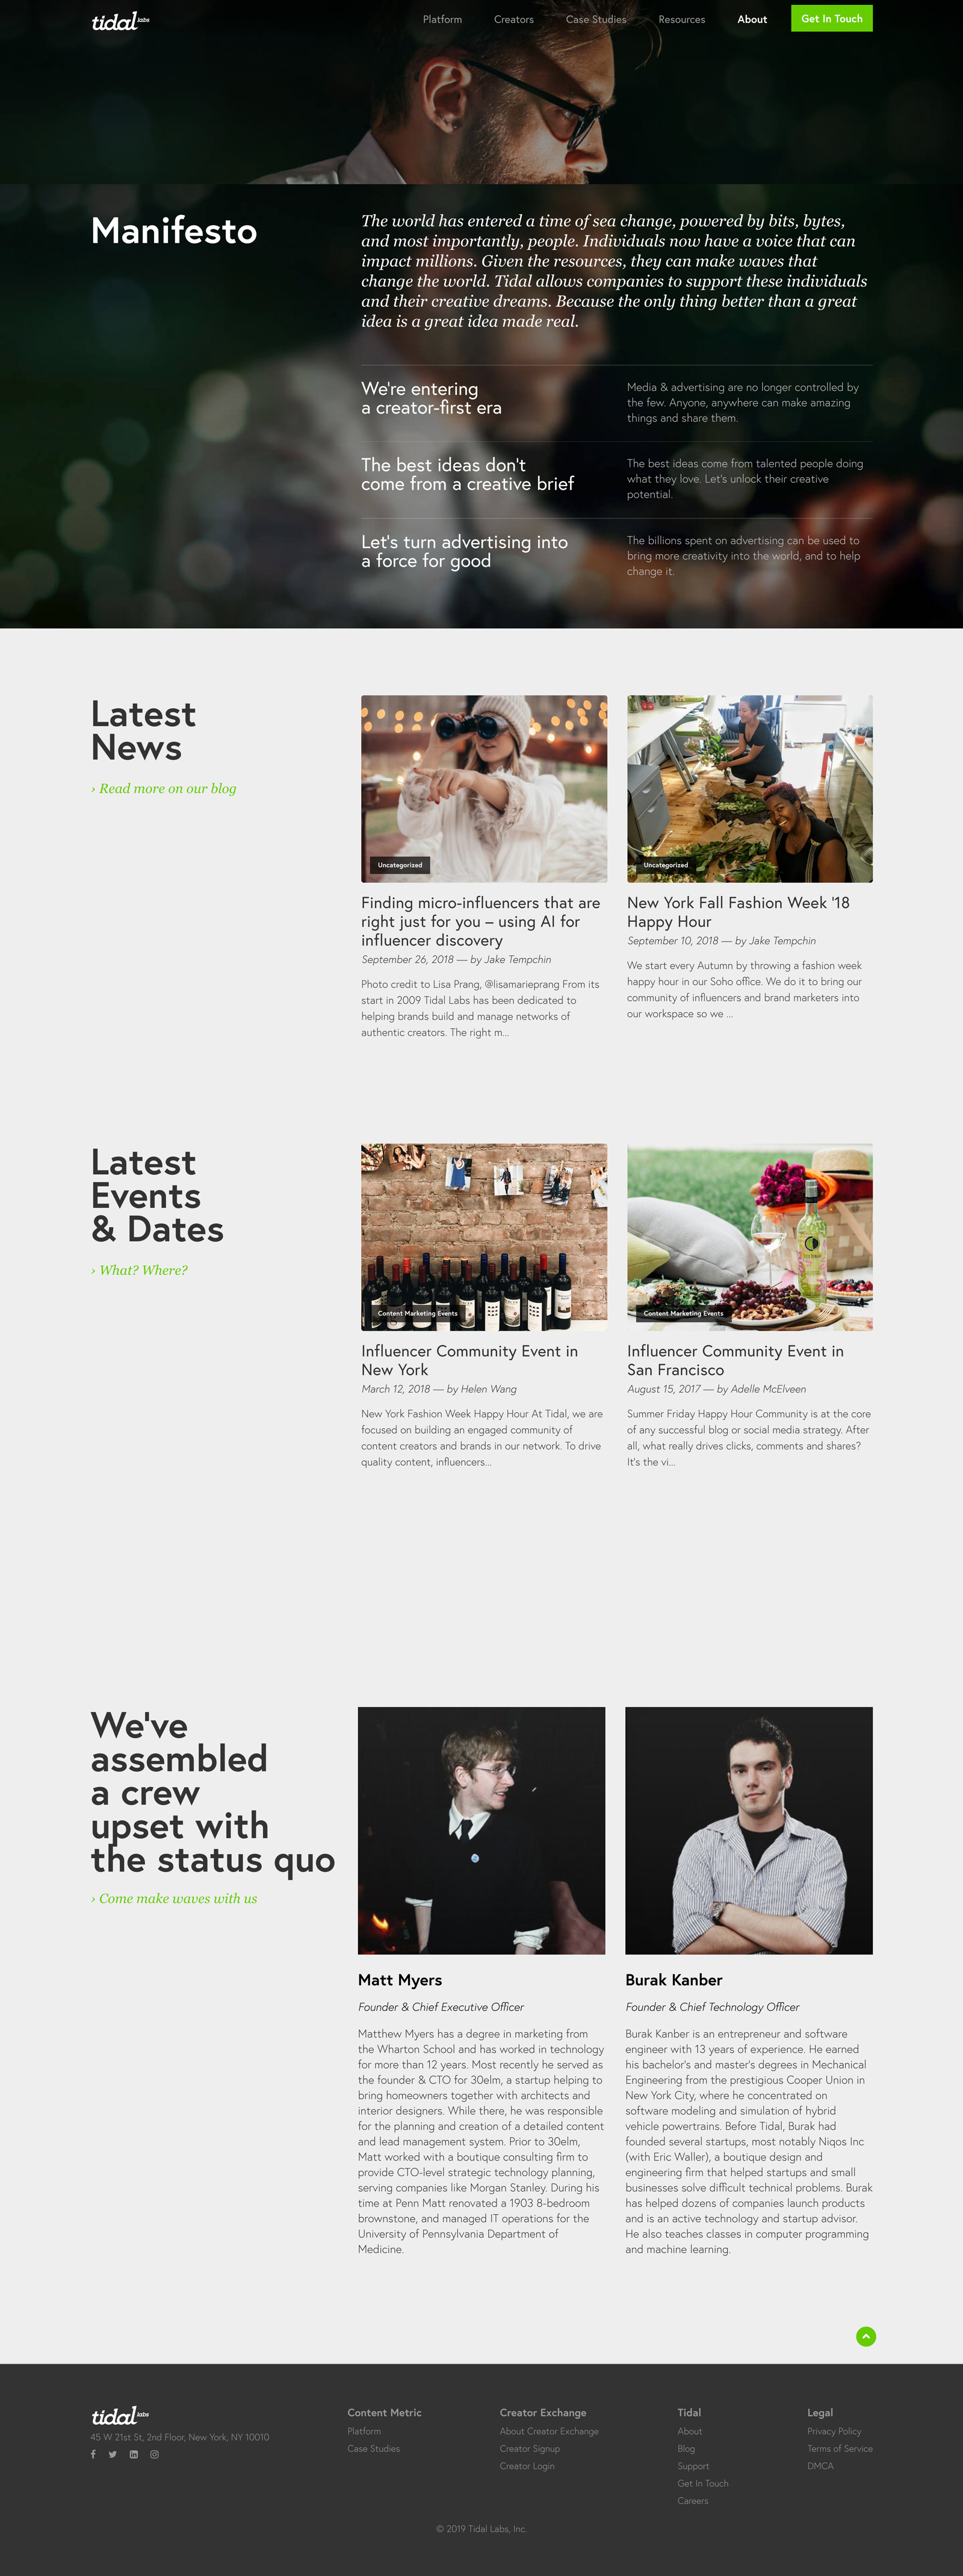 tidal labs
Platform
Creators
Case Studies
Resources
About
Get In Touch
Manifesto
The world has entered a time of sea change, powered by bits, bytes,
and most importantly, people. Individuals now have a voice that can
impact millions. Given the resources, they can make waves that
change the world. Tidal allows companies to support these individuals
and their creative dreams. Because the only thing better than a great
idea is a great idea made real.
We're entering
a creator-first era
Media & advertising are no longer controlled by
the few. Anyone, anywhere can make amazing
things and share them.
The best ideas don't
come from a creative brief
The best ideas come from talented people doing
what they love. Let's unlock their creative
potential.
Let's turn advertising into
a force for good
The billions spent on advertising can be used to
bring more creativity into the world, and to help
change it.
Latest
News
› Read more on our blog
Uncategorized
Finding micro-influencers that are
right just for you – using AI for
influencer discovery
September 26, 2018 — by Jake Tempchin
Photo credit to Lisa Prang, @lisamarieprang From its
start in 2009 Tidal Labs has been dedicated to
helping brands build and manage networks of
authentic creators. The right m...
Uncategorized
New York Fall Fashion Week '18
Happy Hour
September 10, 2018 — by Jake Tempchin
We start every Autumn by throwing a fashion week
happy hour in our Soho office. We do it to bring our
community of influencers and brand marketers into
our workspace so we ...
Latest
Events
& Dates
› What? Where?
Content Marketing Events
Influencer Community Event in
New York
March 12, 2018 — by Helen Wang
New York Fashion Week Happy Hour At Tidal, we are
focused on building an engaged community of
content creators and brands in our network. To drive
quality content, influencers...
Content Marketing Events
Influencer Community Event in
San Francisco
August 15, 2017 — by Adelle McElveen
Summer Friday Happy Hour Community is at the core
of any successful blog or social media strategy. After
all, what really drives clicks, comments and shares?
It's the vi...
We've
assembled
a crew
upset with
the status quo
› Come make waves with us
Matt Myers
Founder & Chief Executive Officer
Matthew Myers has a degree in marketing from
the Wharton School and has worked in technology
for more than 12 years. Most recently he served as
the founder & CTO for 30elm, a startup helping to
bring homeowners together with architects and
interior designers. While there, he was responsible
for the planning and creation of a detailed content
and lead management system. Prior to 30elm,
Matt worked with a boutique consulting firm to
provide CTO-level strategic technology planning,
serving companies like Morgan Stanley. During his
time at Penn Matt renovated a 1903 8-bedroom
brownstone, and managed IT operations for the
University of Pennsylvania Department of
Medicine.
Burak Kanber
Founder & Chief Technology Officer
Burak Kanber is an entrepreneur and software
engineer with 13 years of experience. He earned
his bachelor's and master's degrees in Mechanical
Engineering from the prestigious Cooper Union in
New York City, where he concentrated on
software modeling and simulation of hybrid
vehicle powertrains. Before Tidal, Burak had
founded several startups, most notably Niqos Inc
(with Eric Waller), a boutique design and
engineering firm that helped startups and small
businesses solve difficult technical problems. Burak
has helped dozens of companies launch products
and is an active technology and startup advisor.
He also teaches classes in computer programming
and machine learning.
tidal labs
45 W 21st St, 2nd Floor, New York, NY 10010
Content Metric
Platform
Case Studies
Creator Exchange
About Creator Exchange
Creator Signup
Creator Login
Tidal
About
Blog
Support
Get In Touch
Careers
Legal
Privacy Policy
Terms of Service
DMCA
© 2019 Tidal Labs, Inc.